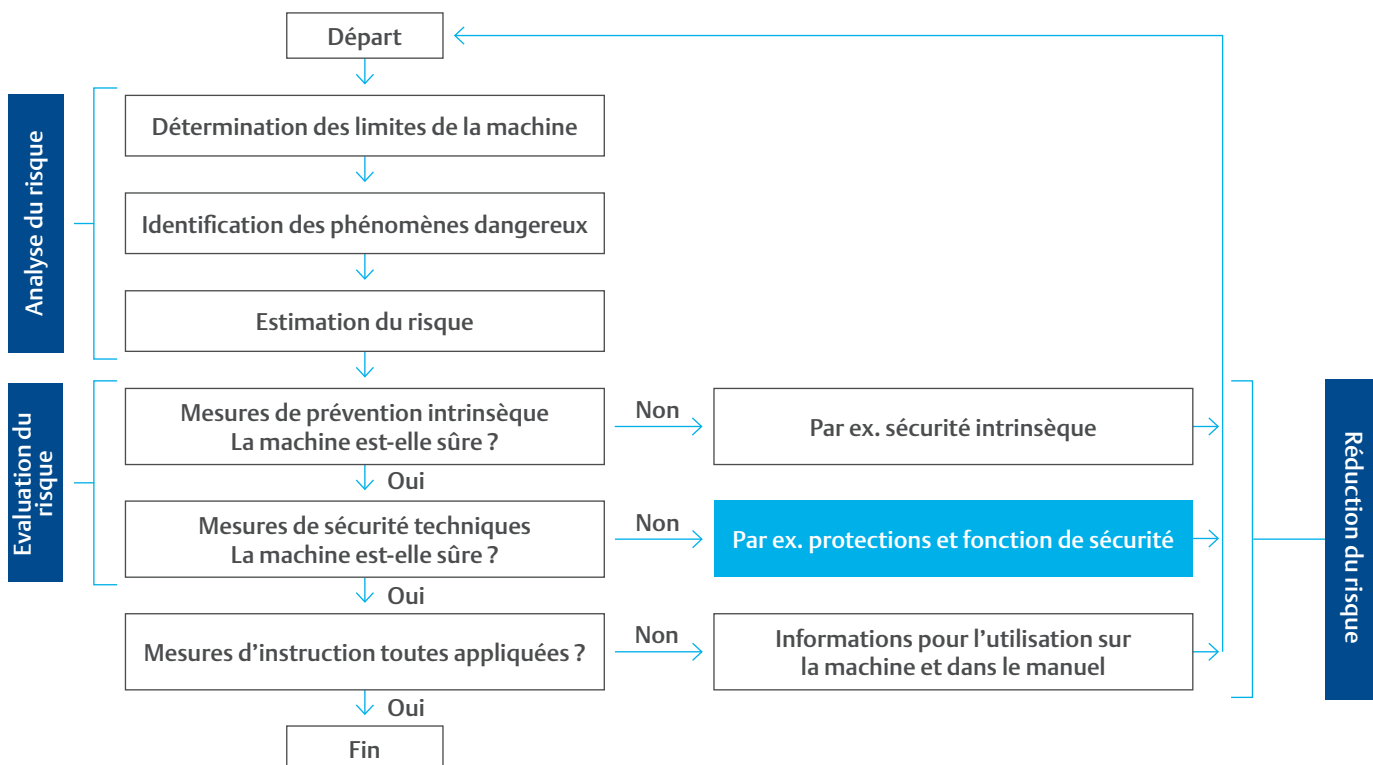 Départ
Analyse du risque
Détermination des limites de la machine
Identification des phénomènes dangereux
Estimation du risque
Evaluation du
risque
Mesures de prévention intrinsèque
La machine est-elle sûre ?
Non
Par ex. sécurité intrinsèque
Oui
Mesures de sécurité techniques
La machine est-elle sûre ?
Non
Par ex. protections et fonction de sécurité
Oui
Mesures d'instruction toutes appliquées ?
Non
Informations pour l'utilisation sur
la machine et dans le manuel
Oui
Fin
Réduction du risque